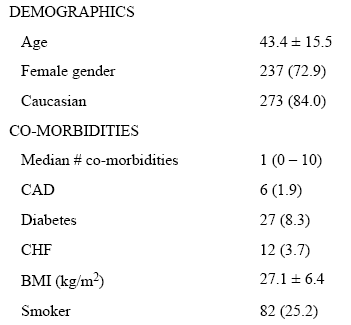 DEMOGRAPHICS
Age 43.4 ± 15.5
Female gender 237 (72.9)
Caucasian 273 (84.0)
CO-MORBIDITIES
Median # co-morbidities 1 (0 – 10)
CAD 6 (1.9)
Diabetes 27 (8.3)
CHF 12 (3.7)
BMI (kg/m²) 27.1 ± 6.4
Smoker 82 (25.2)